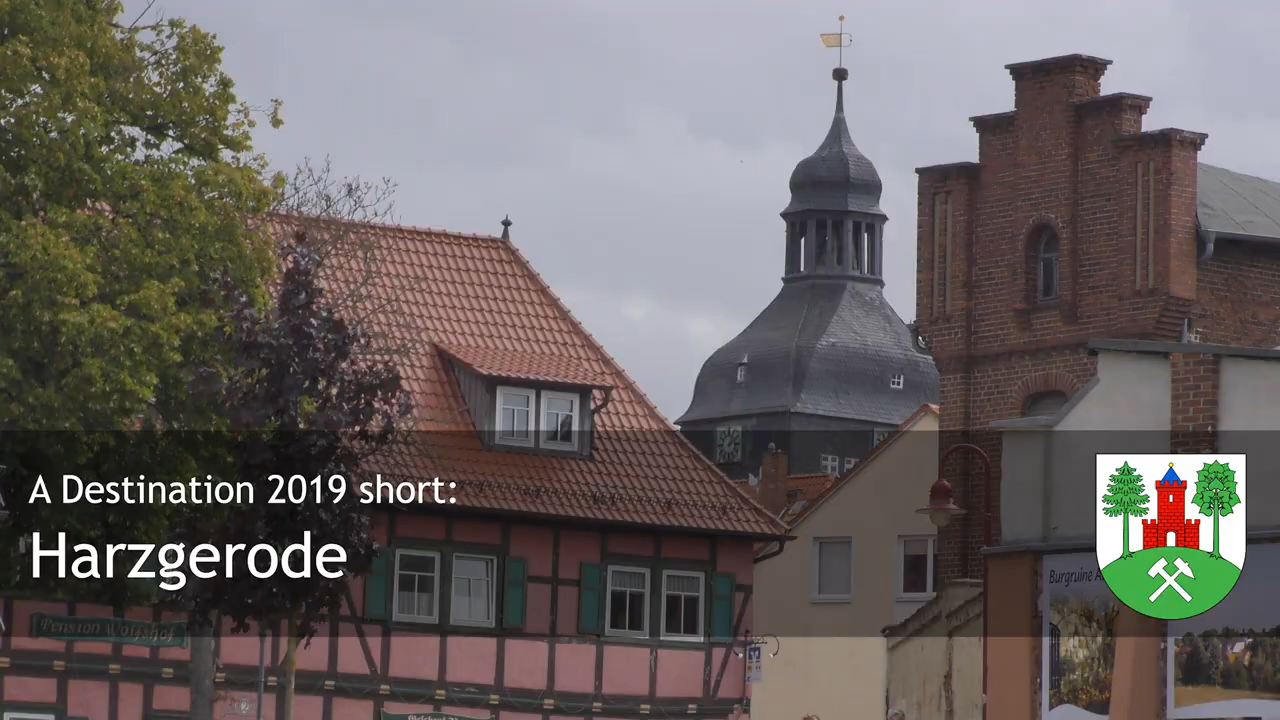 A Destination 2019 short:
Harzgerode
Pension Wolfshof
Burgruine